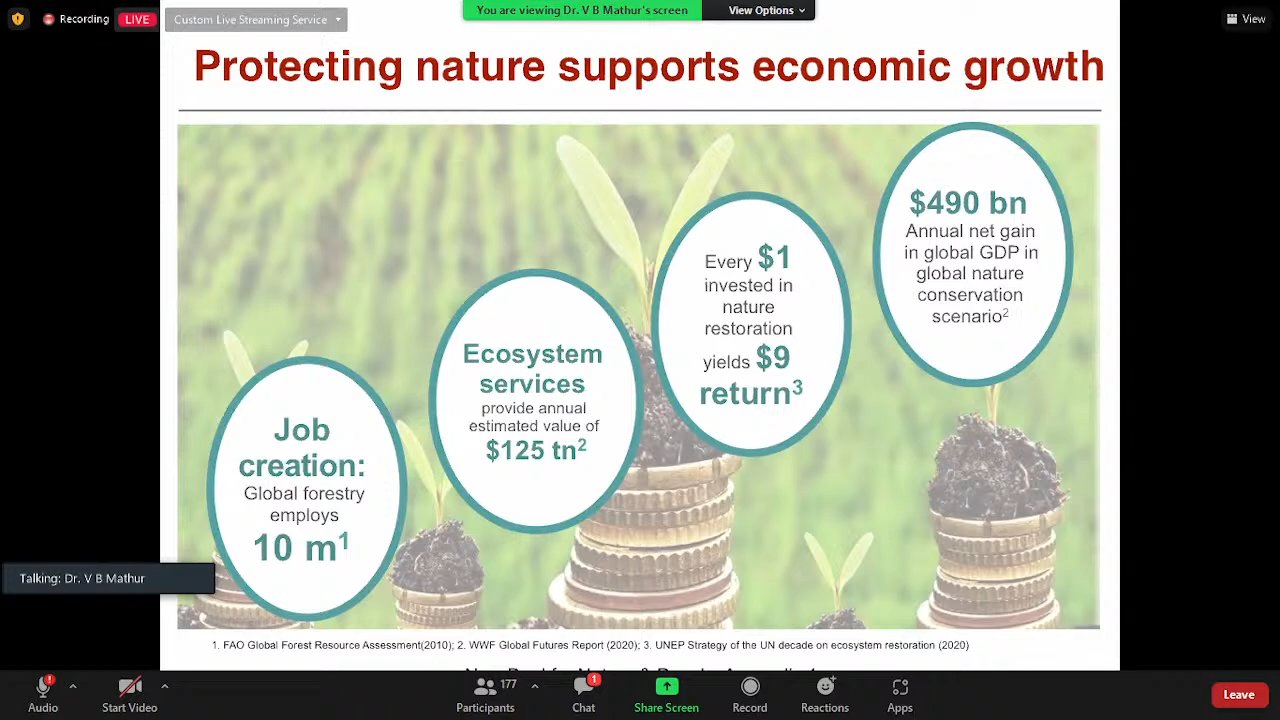 Recording
LIVE
Custom Live Streaming Service
You are viewing Dr. V B Mathur's screen
View Options
View
Protecting nature supports economic growth
Job
creation:
Global forestry
employs
10 m1
Ecosystem
services
provide annual
estimated value of
$125 tn2
Every $1
invested in
nature
restoration
yields $9
return3
$490 bn
Annual net gain
in global GDP in
global nature
conservation
scenario2
Talking: Dr. V B Mathur
1. FAO Global Forest Resource Assessment(2010); 2. WWF Global Futures Report (2020); 3. UNEP Strategy of the UN decade on ecosystem restoration (2020)
Audio
Start Video
177
Participants
1
Chat
Share Screen
Record
Reactions
Apps
Leave